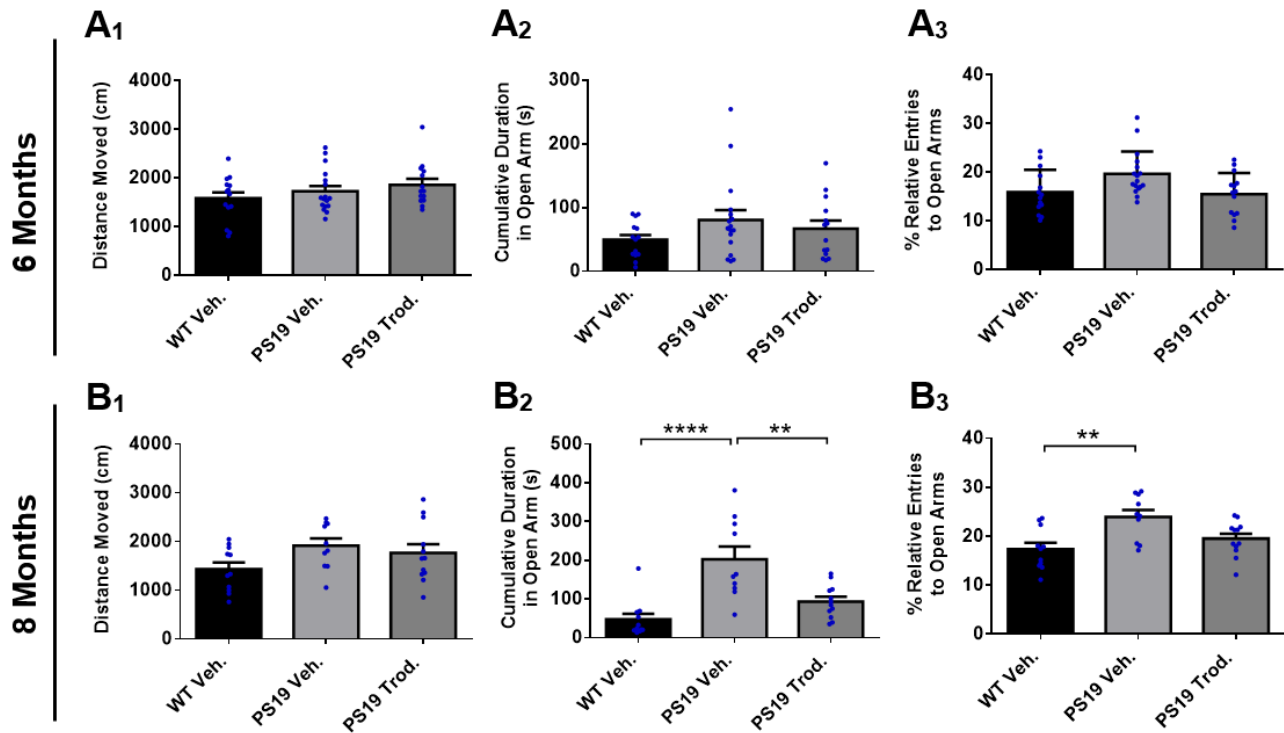 6 Months
A1
Distance Moved (cm)
4000
3000
2000
1000
0
WT Veh.
PS19 Veh.
PS19 Trod.
A2
Cumulative Duration
in Open Arm (s)
300
200
100
0
WT Veh.
PS19 Veh.
PS19 Trod.
A3
% Relative Entries
to Open Arms
40
30
20
10
0
WT Veh.
PS19 Veh.
PS19 Trod.
8 Months
B1
Distance Moved (cm)
4000
3000
2000
1000
0
WT Veh.
PS19 Veh.
PS19 Trod.
B2
Cumulative Duration
in Open Arm (s)
500
400
300
200
100
0
**** **
WT Veh.
PS19 Veh.
PS19 Trod.
B3
% Relative Entries
to Open Arms
40
30
20
10
0
**
WT Veh.
PS19 Veh.
PS19 Trod.